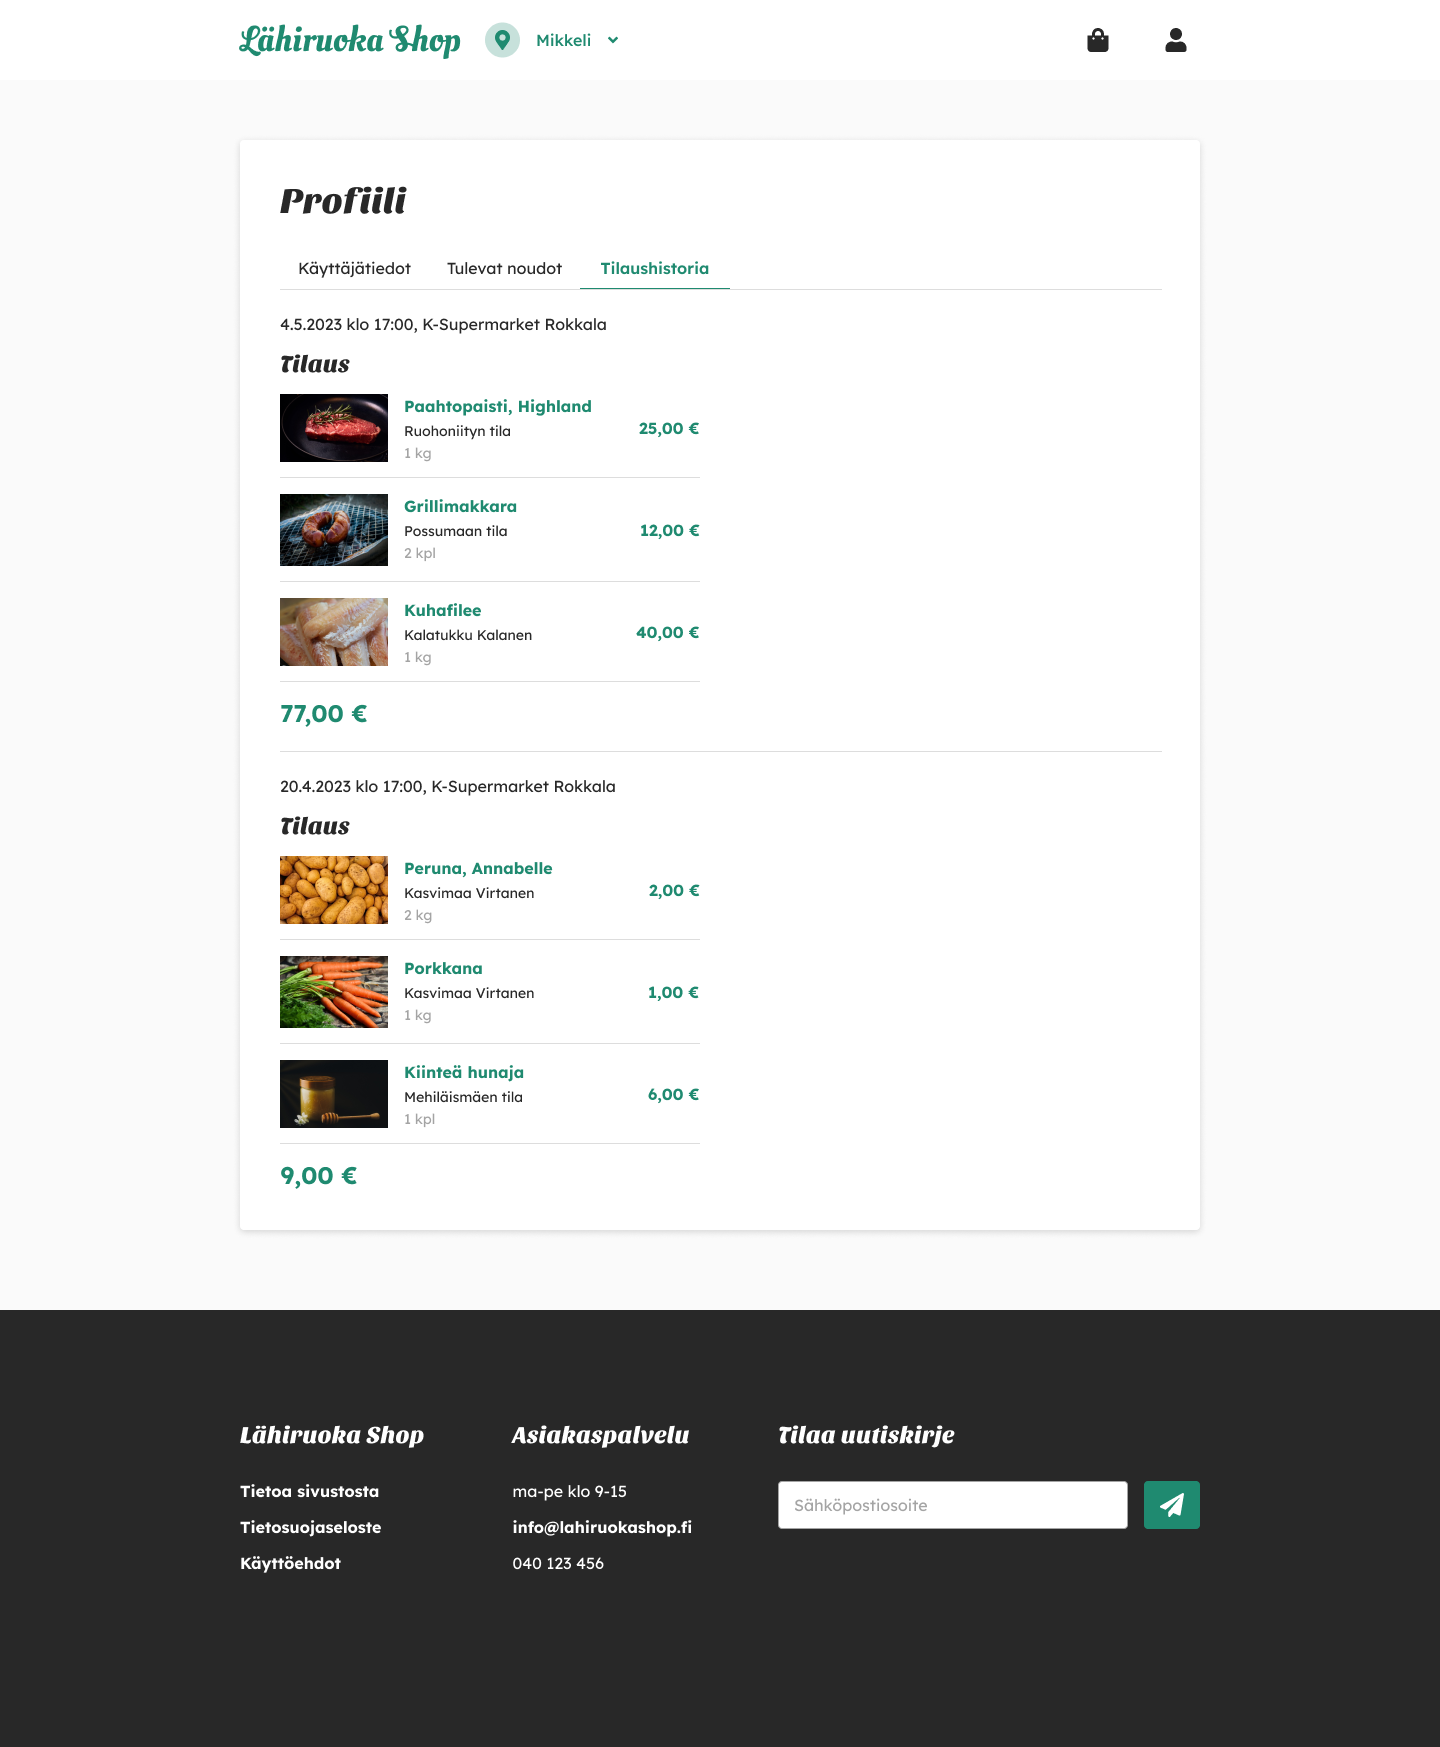 Lähiruoka Shop
Mikkeli
Profiili
Käyttäjätiedot Tulevat noudot Tilaushistoria
4.5.2023 klo 17:00, K-Supermarket Rokkala
Tilaus
Paahtopaisti, Highland
Ruohoniityn tila
1 kg
25,00 €
Grillimakkara
Possumaan tila
2 kpl
12,00 €
Kuhafilee
Kalatukku Kalanen
1 kg
40,00 €
77,00 €
20.4.2023 klo 17:00, K-Supermarket Rokkala
Tilaus
Peruna, Annabelle
Kasvimaa Virtanen
2 kg
2,00 €
Porkkana
Kasvimaa Virtanen
1 kg
1,00 €
Kiinteä hunaja
Mehiläismäen tila
1 kpl
6,00 €
9,00 €
Lähiruoka Shop
Tietoa sivustosta
Tietosuojaseloste
Käyttöehdot
Asiakaspalvelu
ma-pe klo 9-15
info@lahiruokashop.fi
040 123 456
Tilaa uutiskirje
Sähköpostiosoite